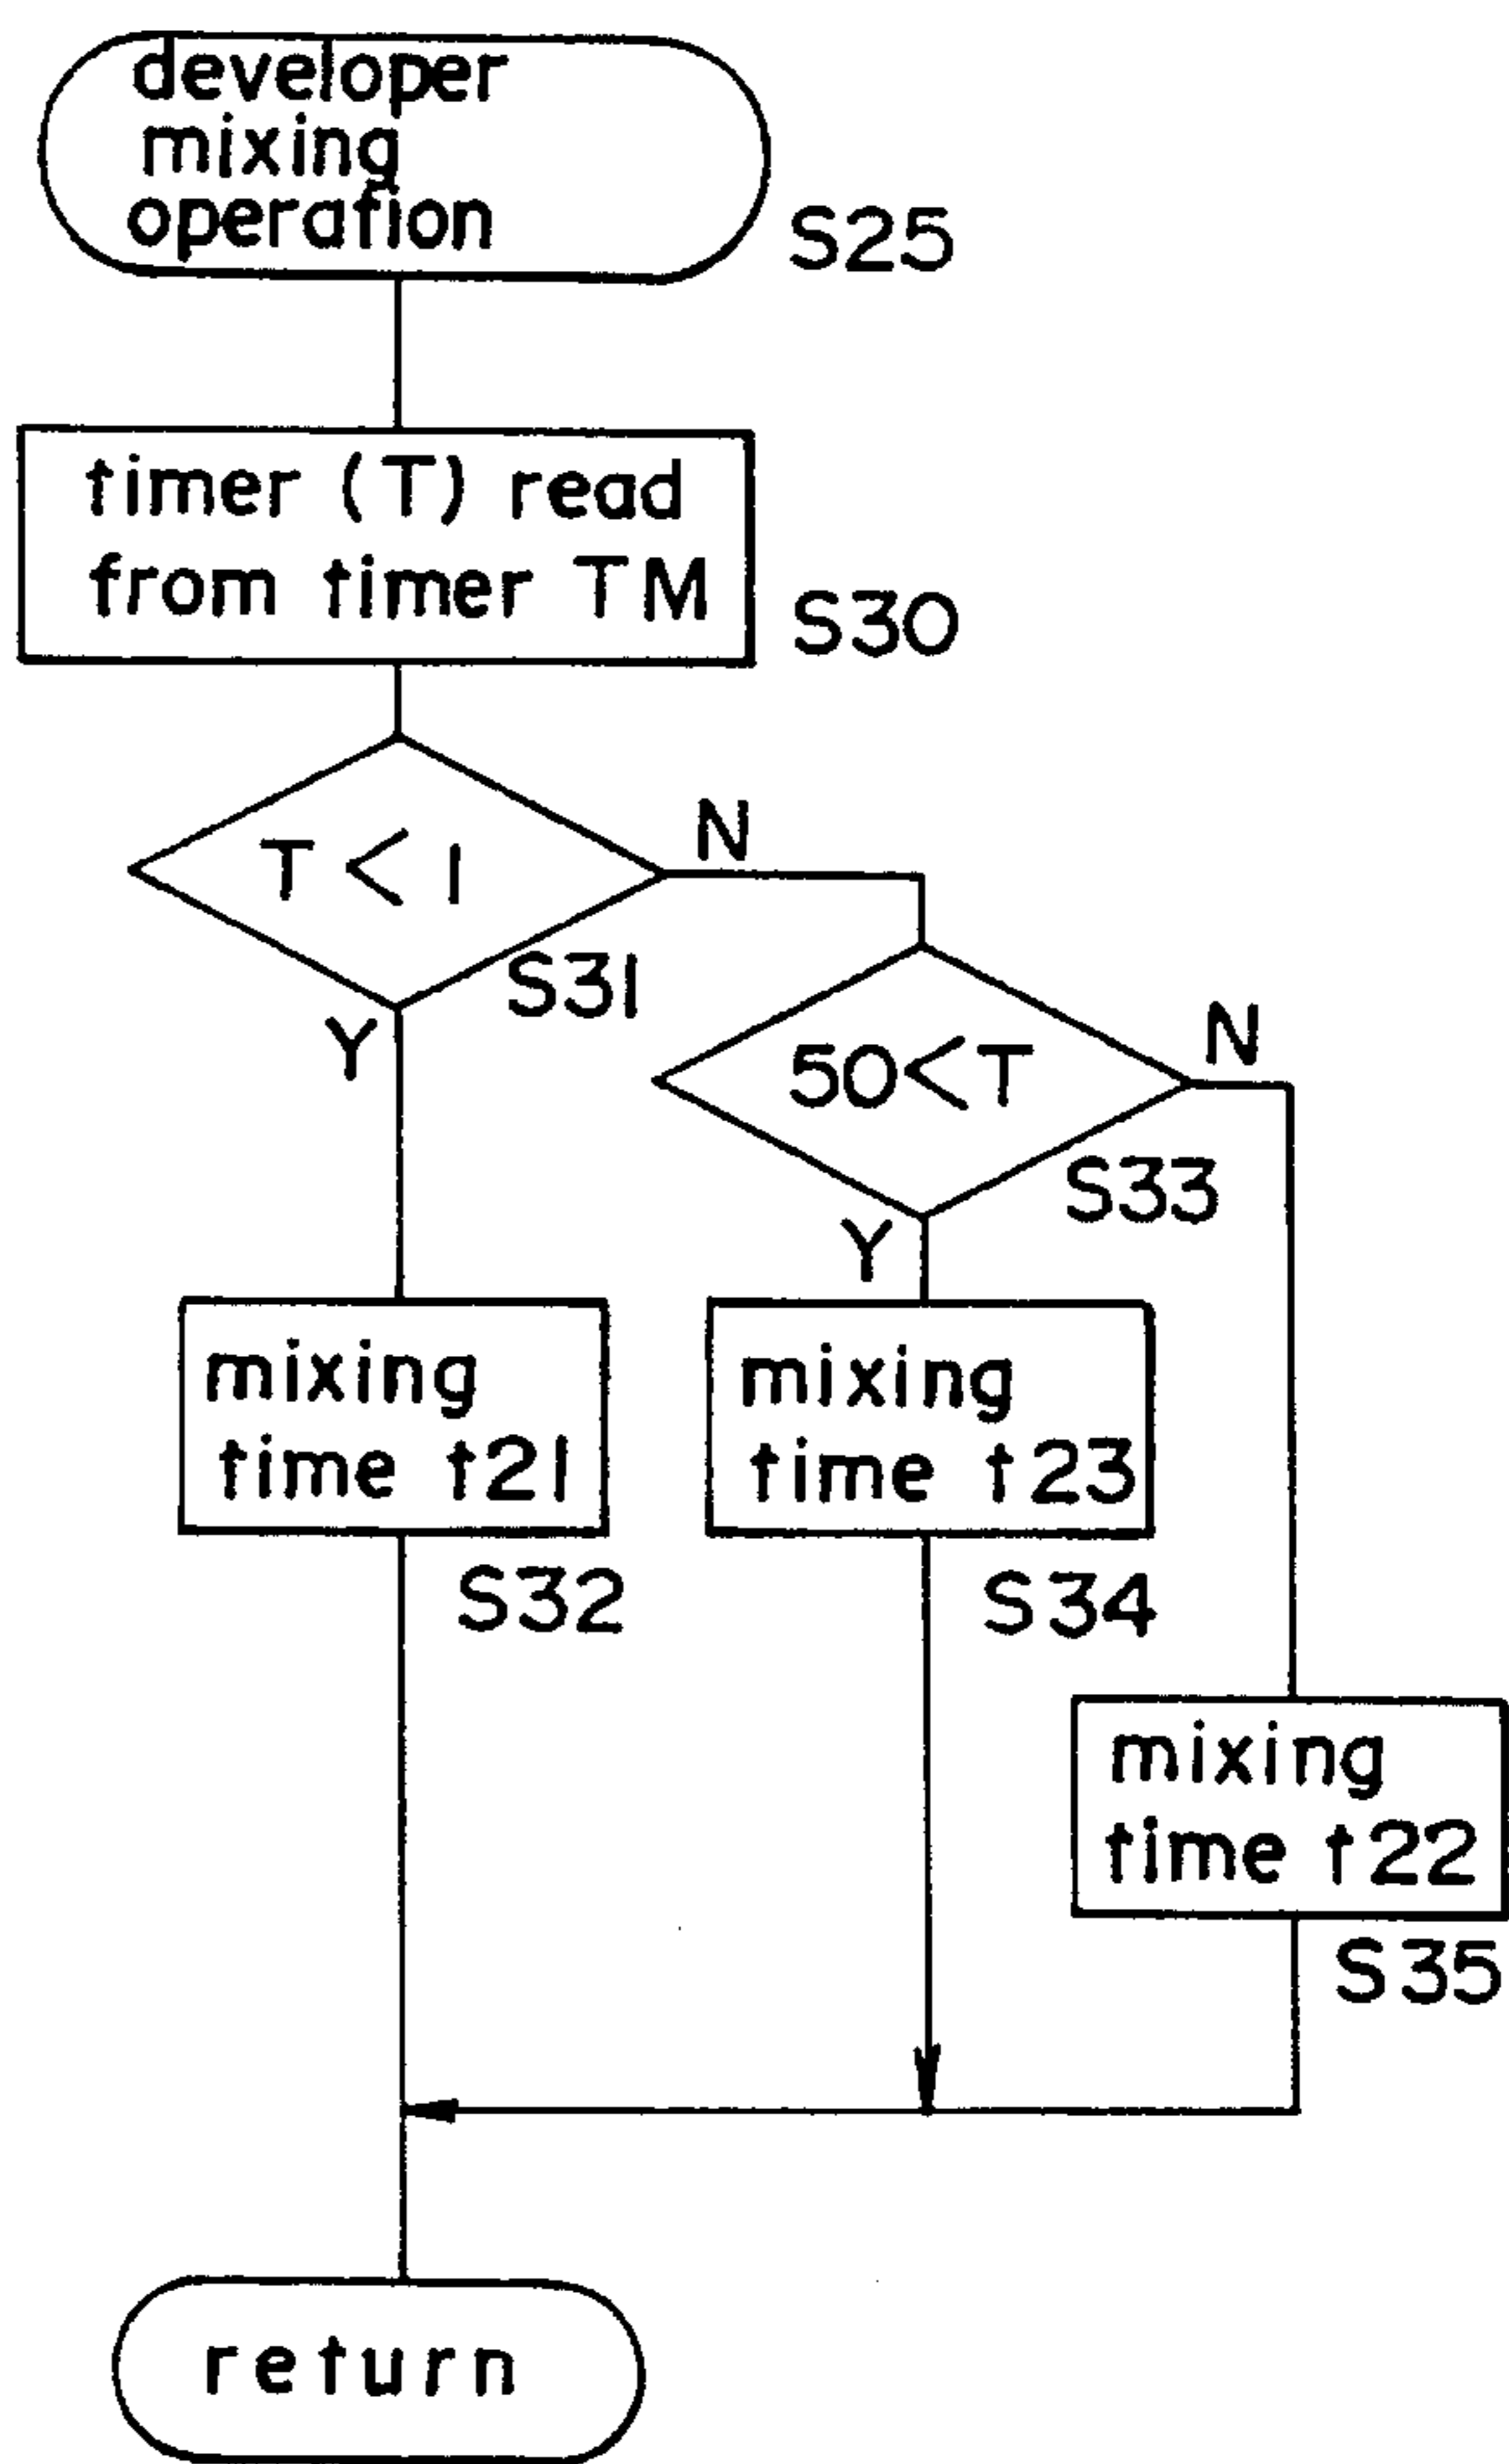 developer
mixing
operation
S25
timer (T) read
from timer TM
S30
T<1
N
S31
Y
50<T
N
S33
Y
mixing
time t21
S32
mixing
time t23
S34
mixing
time t22
S35
return